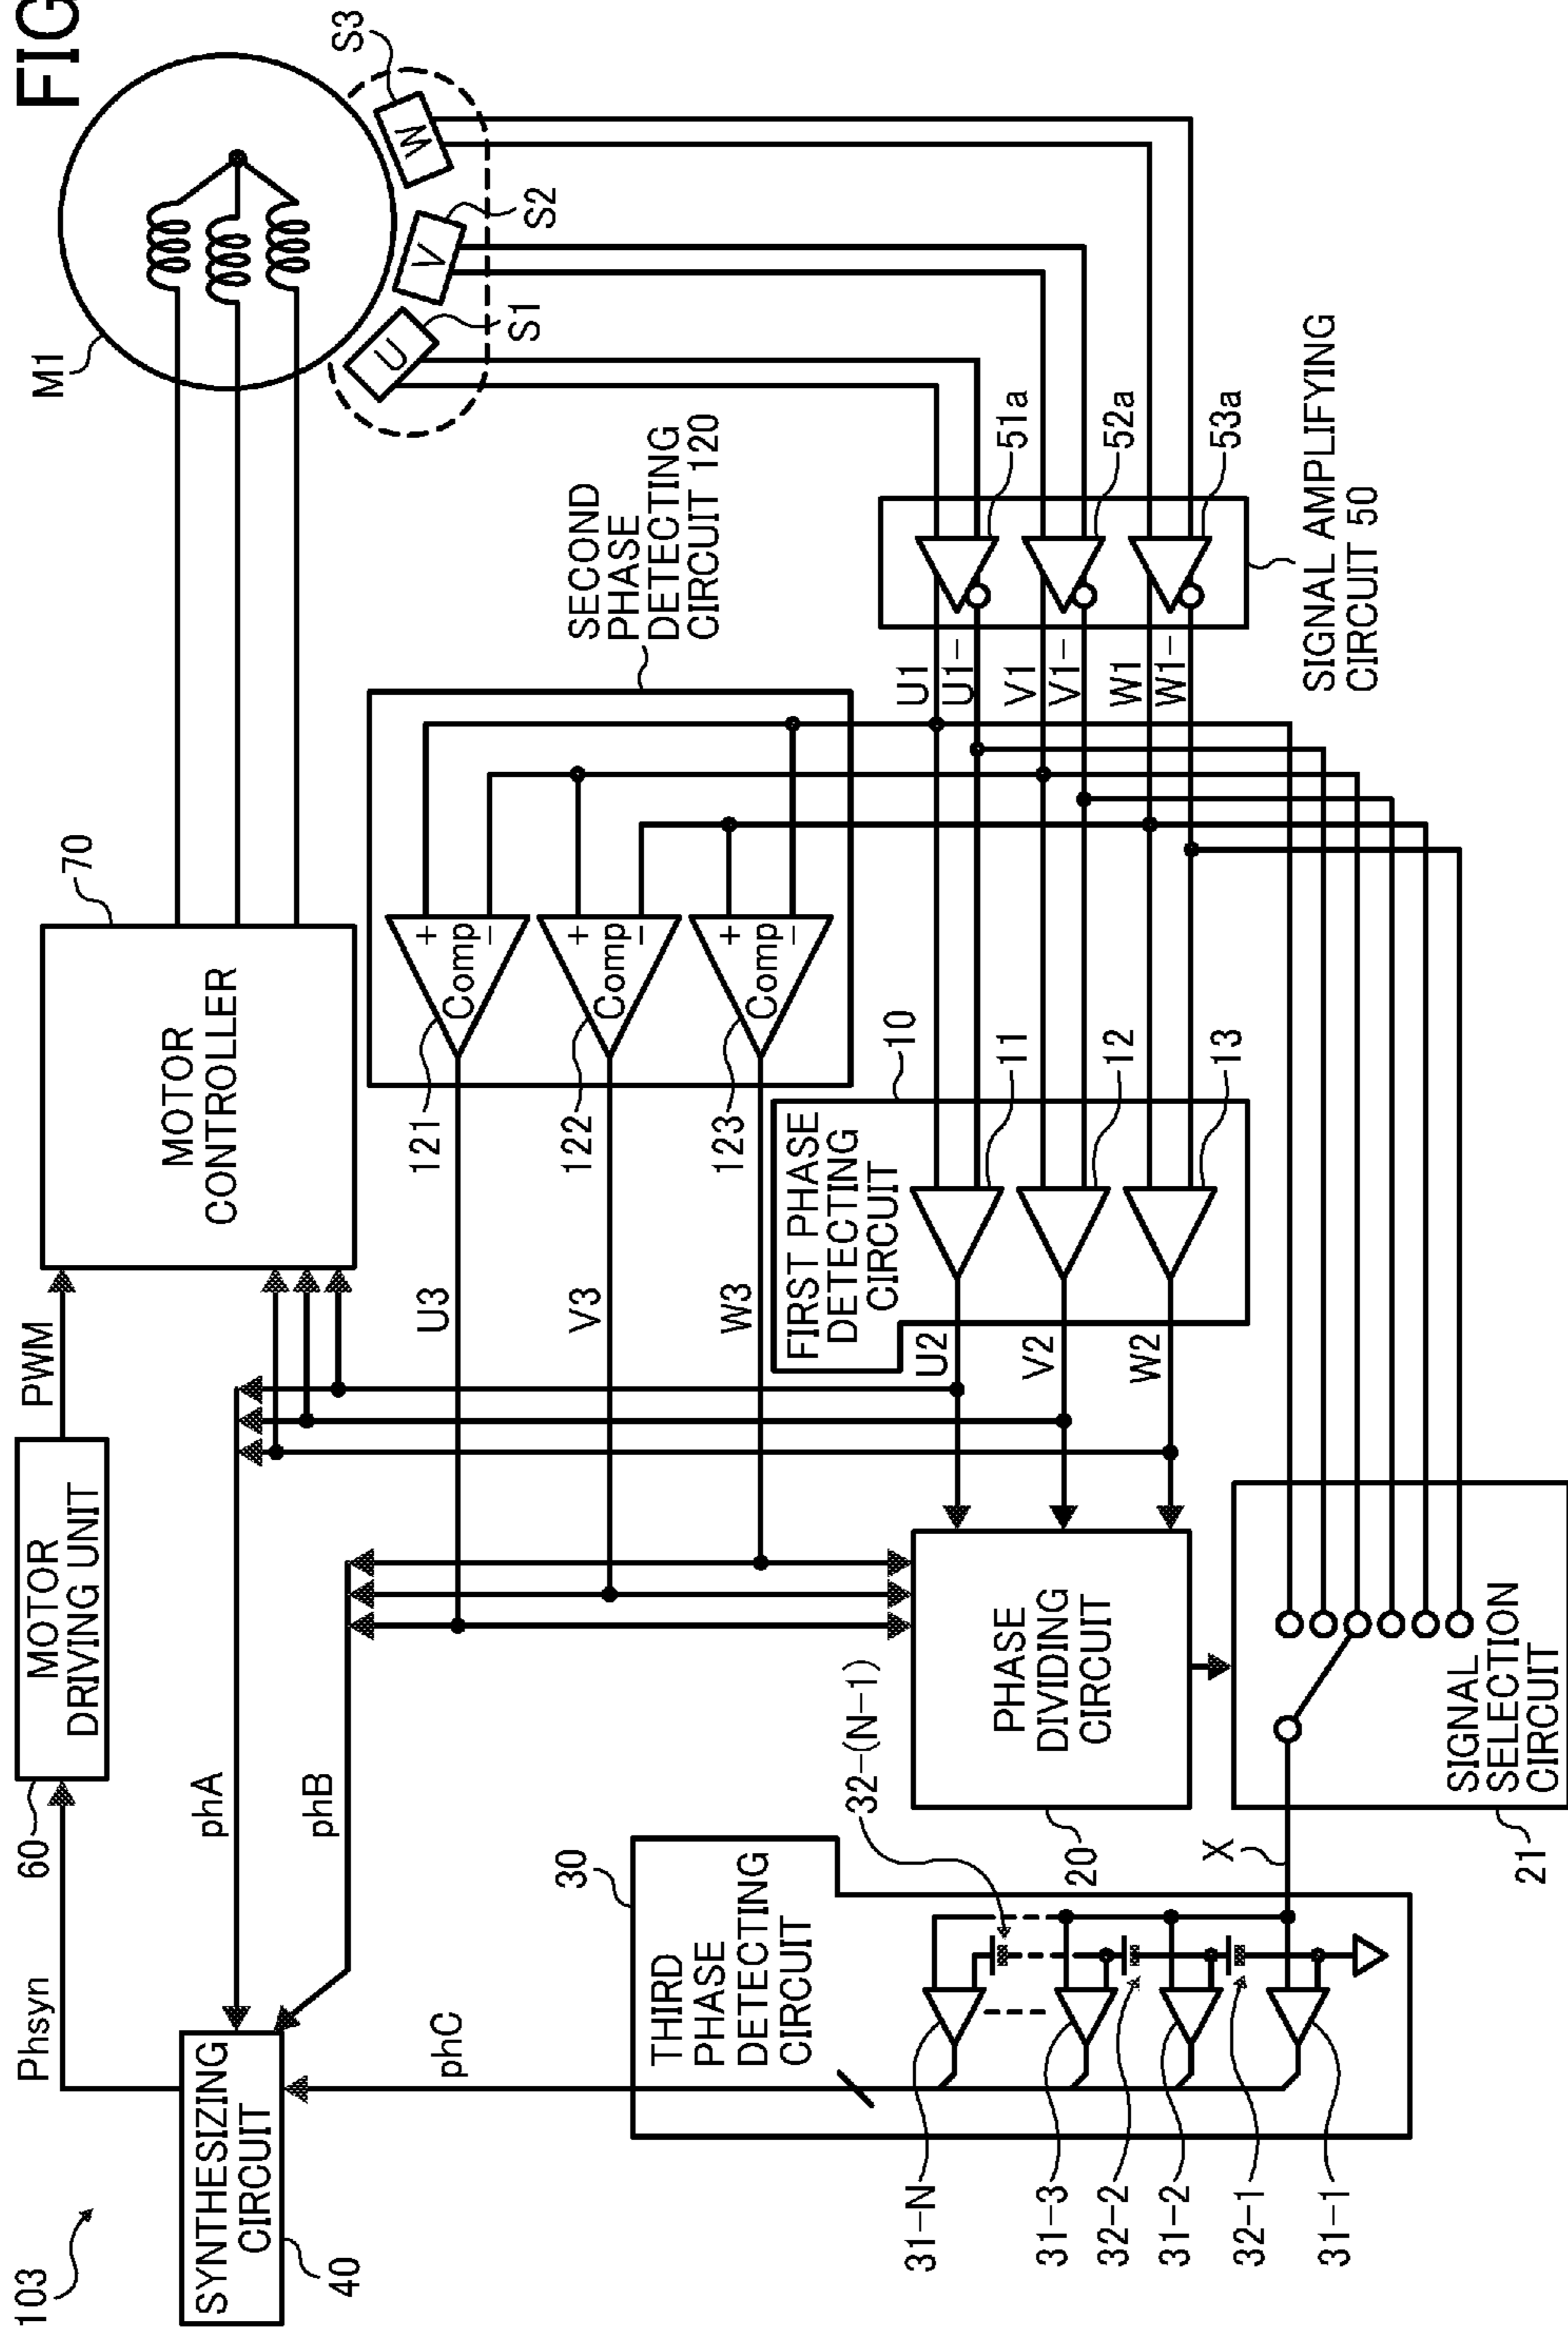 FIG
103
SYNTHESIZING
CIRCUIT
40
Phsyn
phA
phB
phC
60
MOTOR
DRIVING UNIT
PWM
70
MOTOR
CONTROLLER
M1
U
V
W
S1
S2
S3
SECOND
PHASE
DETECTING
CIRCUIT 120
+
Comp
-
+
Comp
-
+
Comp
-
121
122
123
U3
V3
W3
10
FIRST PHASE
DETECTING
CIRCUIT
11
12
13
U2
V2
W2
U1
U1-
V1
V1-
W1
W1-
51a
52a
53a
SIGNAL AMPLIFYING
CIRCUIT 50
30
THIRD
PHASE
DETECTING
CIRCUIT
31-N
31-3
32-2
31-2
32-1
31-1
32-(N-1)
20
PHASE
DIVIDING
CIRCUIT
X
21
SIGNAL
SELECTION
CIRCUIT